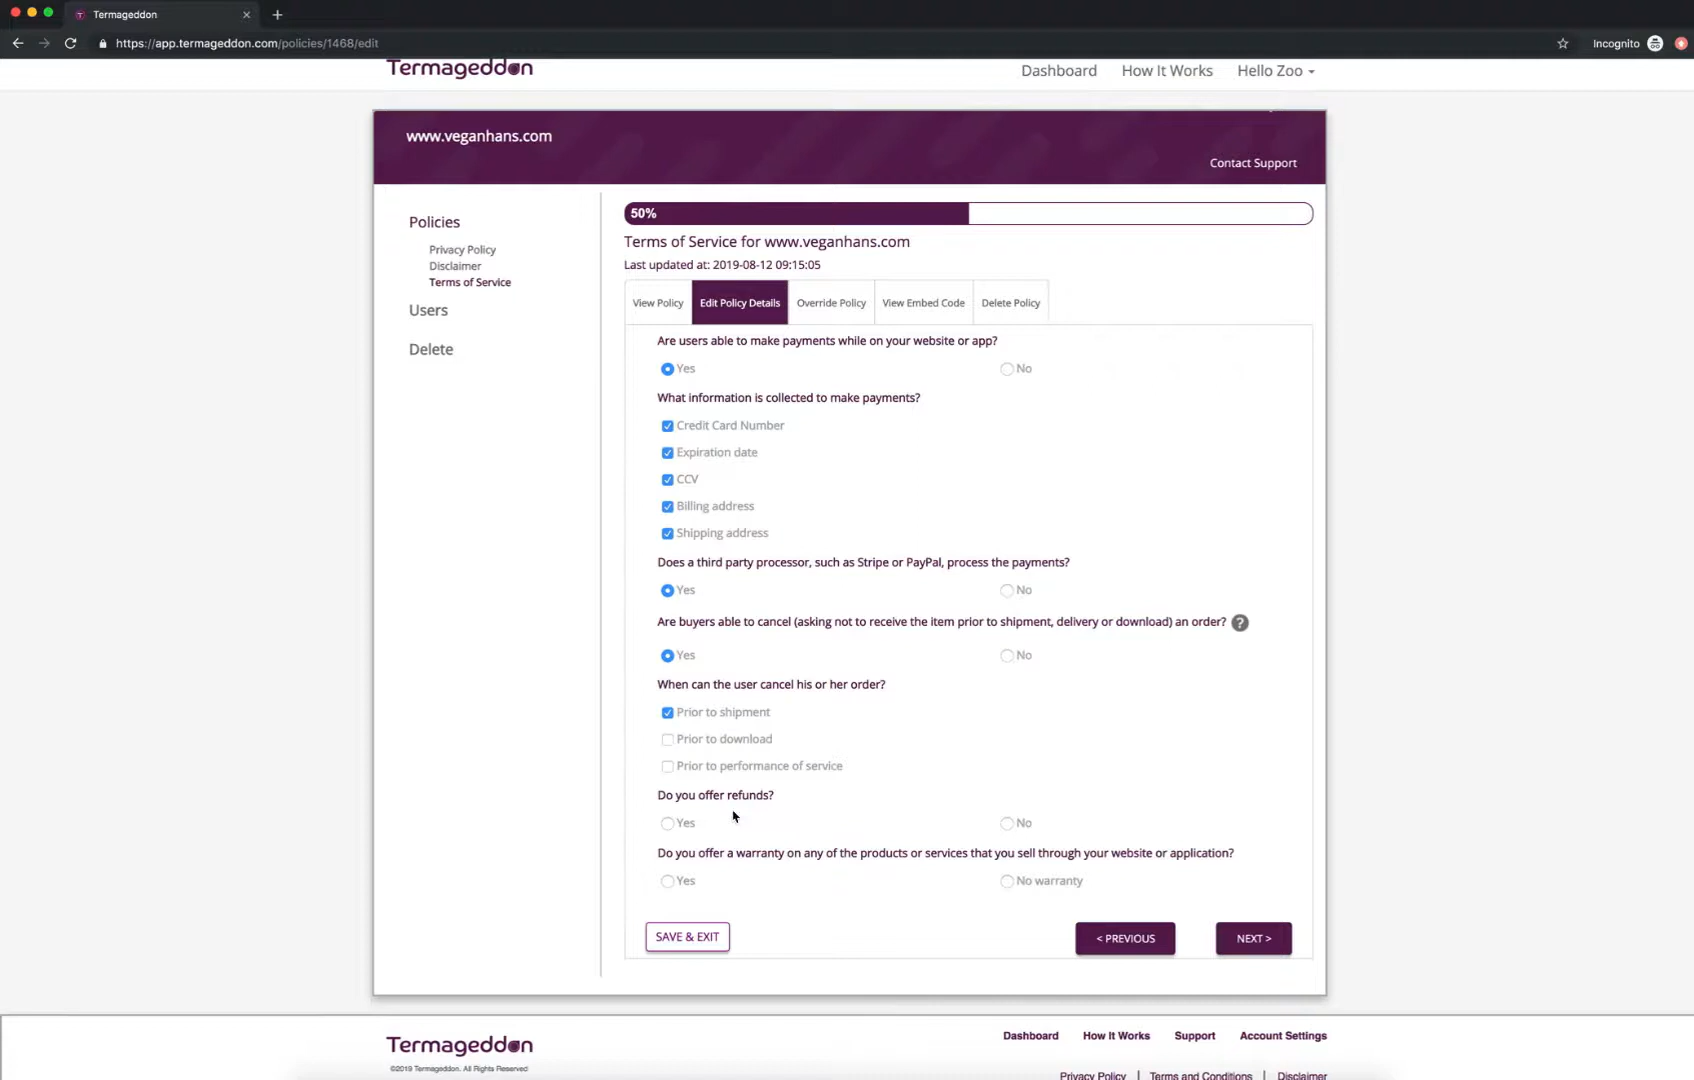 Termageddon
https://app.termageddon.com/policies/1468/edit
Incognito
Termageddon
Dashboard
How It Works
Hello Zoo
www.veganhans.com
Contact Support
Policies
Privacy Policy
Disclaimer
Terms of Service
Users
Delete
50%
Terms of Service for www.veganhans.com
Last updated at: 2019-08-12 09:15:05
View Policy
Edit Policy Details
Override Policy
View Embed Code
Delete Policy
Are users able to make payments while on your website or app?
Yes
No
What information is collected to make payments?
Credit Card Number
Expiration date
CCV
Billing address
Shipping address
Does a third party processor, such as Stripe or PayPal, process the payments?
Yes
No
Are buyers able to cancel (asking not to receive the item prior to shipment, delivery or download) an order? ?
Yes
No
When can the user cancel his or her order?
Prior to shipment
Prior to download
Prior to performance of service
Do you offer refunds?
Yes
No
Do you offer a warranty on any of the products or services that you sell through your website or application?
Yes
No warranty
SAVE & EXIT
< PREVIOUS
NEXT >
Termageddon
©2019 Termageddon. All Rights Reserved
Dashboard
How It Works
Support
Account Settings
Privacy Policy | Terms and Conditions | Disclaimer